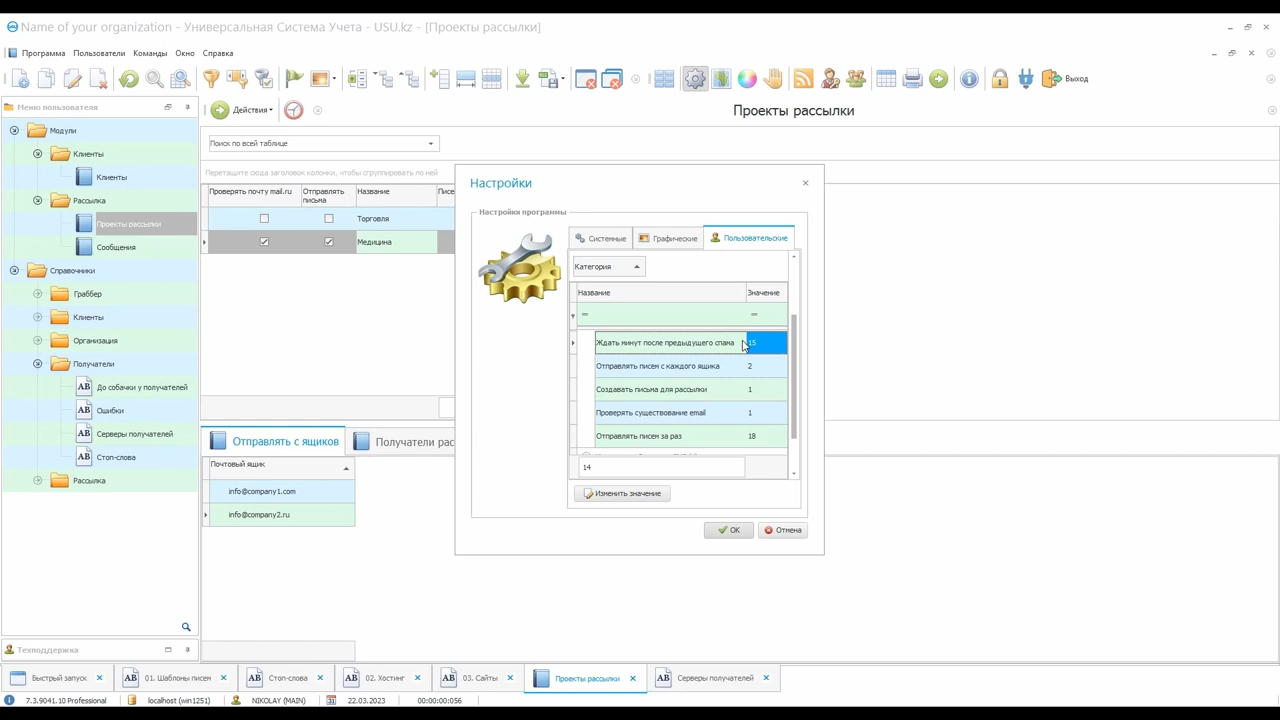 Name of your organization - Универсальная Система Учета - USU.kz - [Проекты рассылки]
Программа Пользователи Команды Окно Справка
Выход
Меню пользователя
Модули
Клиенты
Клиенты
Рассылка
Проекты рассылки
Сообщения
Справочники
Граббер
Клиенты
Организация
Получатели
До собачки у получателей
Ошибки
Серверы получателей
Стоп-слова
Рассылка
Техподдержка
Действия
Проекты рассылки
Поиск по всей таблице
Перетащите сюда заголовок колонки, чтобы сгруппировать по ней
Проверять почту mail.ru Отправлять письма Название
Торговля
Медицина
Отправлять с ящиков Получатели рас
Почтовый ящик
info@company1.com
info@company2.ru
Настройки
Настройки программы
Системные Графические Пользовательские
Категория
Название Значение
= =
Ждать минут после предыдущего спама 15
Отправлять писем с каждого ящика 2
Создавать письма для рассылки 1
Проверять существование email 1
Отправлять писем за раз 18
14
Изменить значение
OK Отмена
Быстрый запуск 01. Шаблоны писем Стоп-слова 02. Хостинг 03. Сайты Проекты рассылки Серверы получателей
7.3.9041.10 Professional localhost (win1251) NIKOLAY (MAIN) 22.03.2023 00:00:00:056